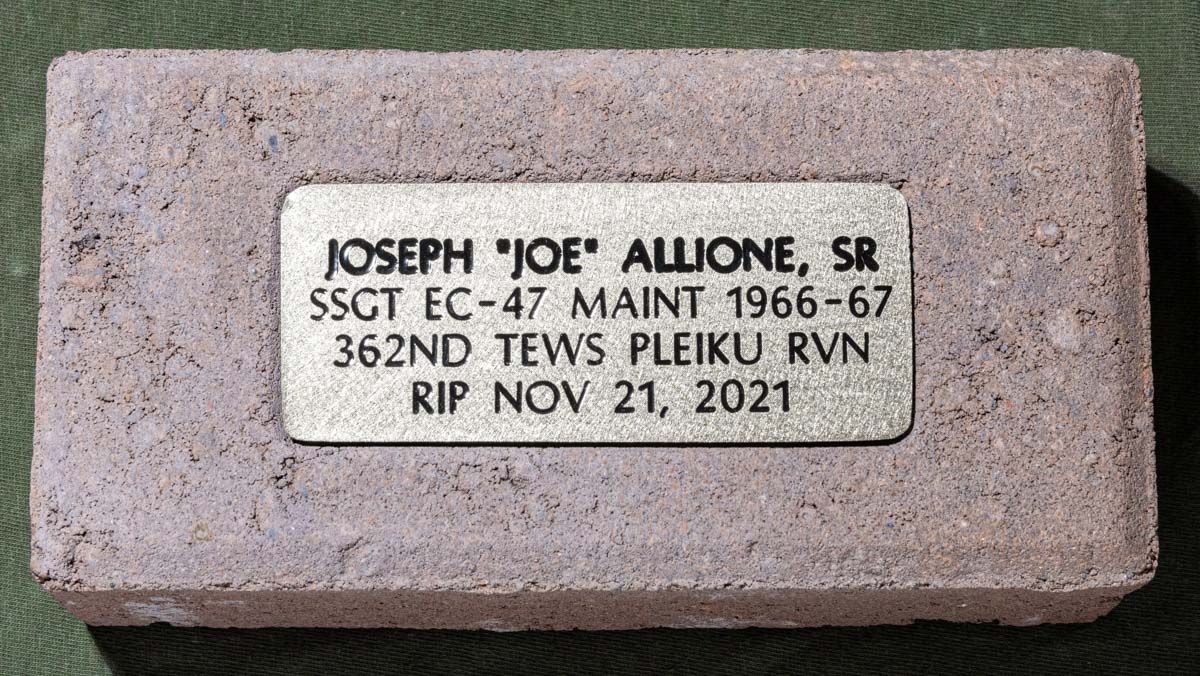 JOSEPH "JOE" ALLIONE, SR
SSGT EC-47 MAINT 1966-67
362ND TEWS PLEIKU RVN
RIP NOV 21, 2021